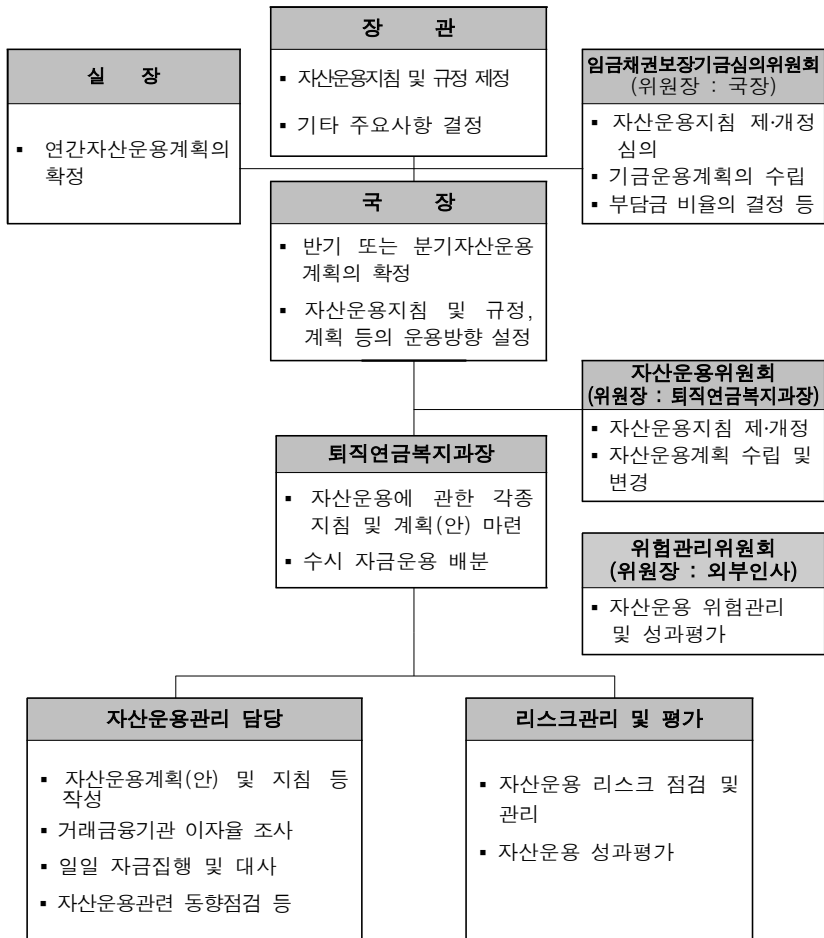 장 관
▪ 자산운용지침 및 규정 제정
▪ 기타 주요사항 결정
실 장
▪ 연간자산운용계획의
확정
임금채권보장기금심의위원회
(위원장 : 국장)
▪ 자산운용지침 제·개정
심의
▪ 기금운용계획의 수립
▪ 부담금 비율의 결정 등
국 장
▪ 반기 또는 분기자산운용
계획의 확정
▪ 자산운용지침 및 규정,
계획 등의 운용방향 설정
자산운용위원회
(위원장 : 퇴직연금복지과장)
▪ 자산운용지침 제·개정
▪ 자산운용계획 수립 및
변경
퇴직연금복지과장
▪ 자산운용에 관한 각종
지침 및 계획(안) 마련
▪ 수시 자금운용 배분
위험관리위원회
(위원장 : 외부인사)
▪ 자산운용 위험관리
및 성과평가
자산운용관리 담당
▪ 자산운용계획(안) 및 지침 등
작성
▪ 거래금융기관 이자율 조사
▪ 일일 자금집행 및 대사
▪ 자산운용관련 동향점검 등
리스크관리 및 평가
▪ 자산운용 리스크 점검 및
관리
▪ 자산운용 성과평가